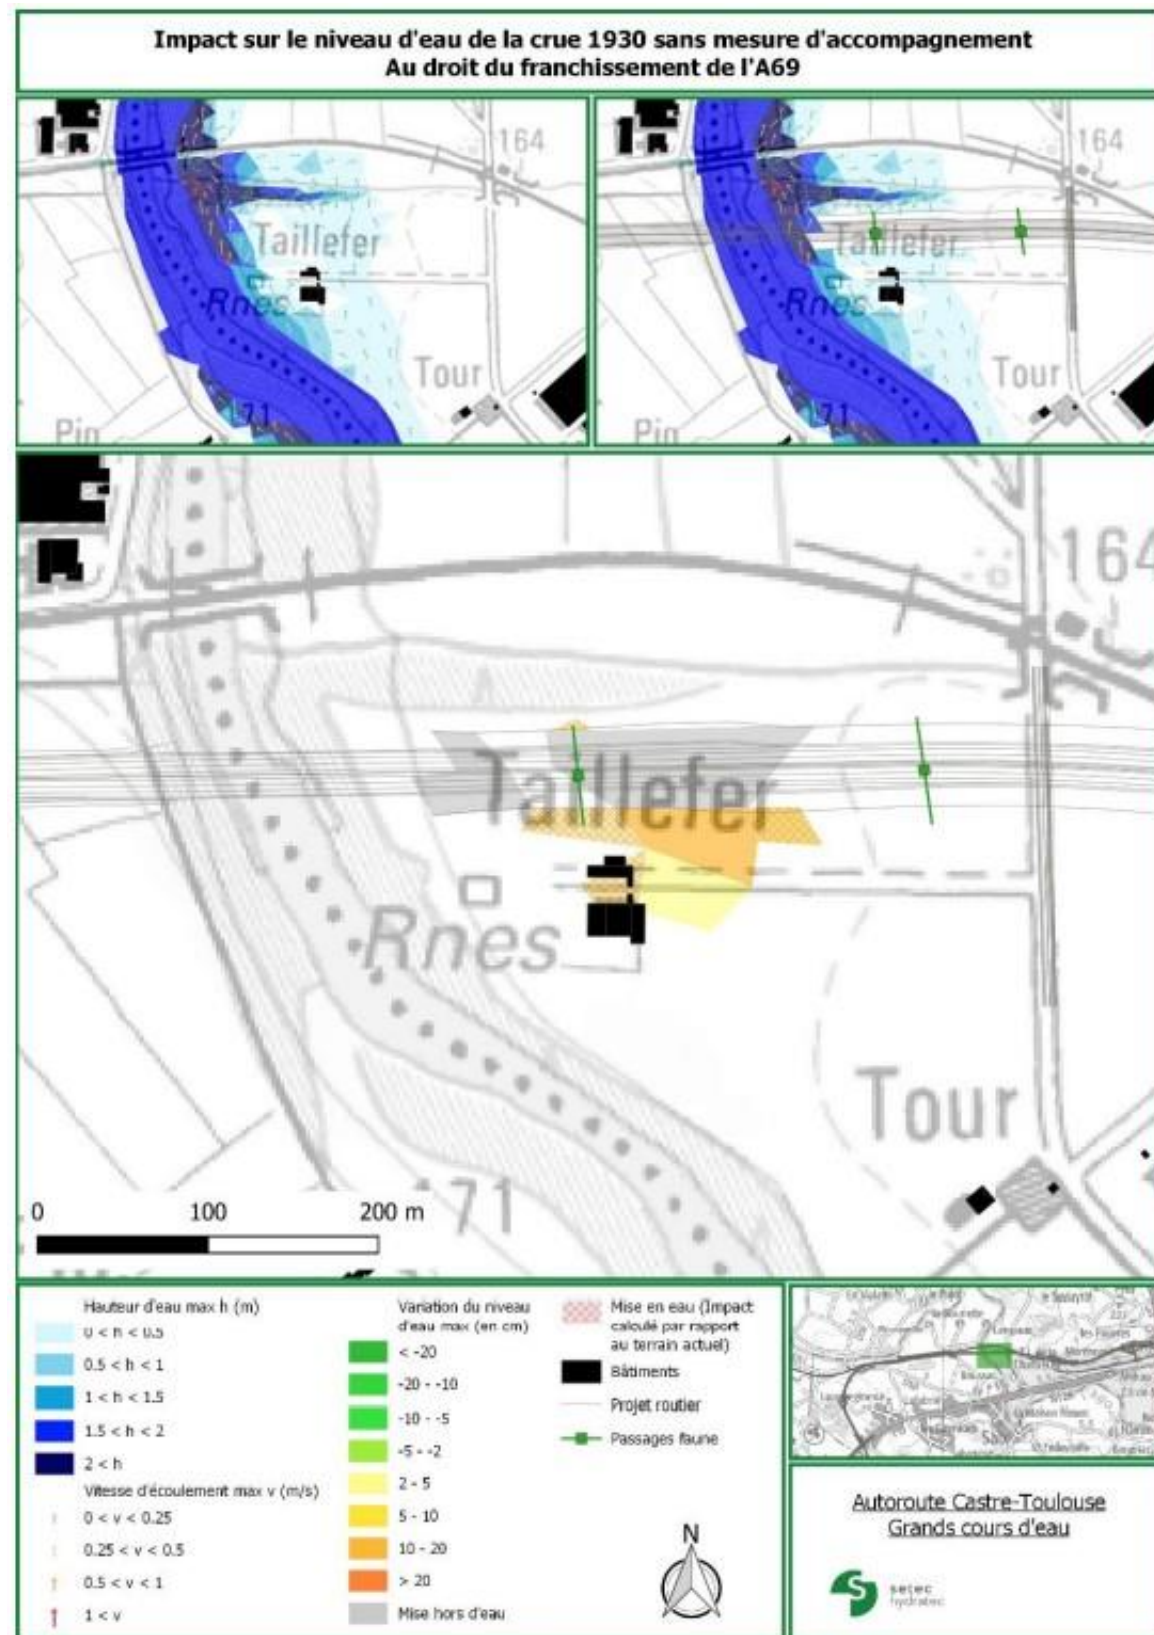 Impact sur le niveau d'eau de la crue 1930 sans mesure d'accompagnement
Au droit du franchissement de l'A69
164
Taillefer
Rnes
Tour
71
Pin
164
Taillefer
Rnes
Tour
71
Pin
164
Taillefer
Rnes
Tour
171
0 100 200 m
Hauteur d'eau max h (m)
0 < h < 0.5
0.5 < h < 1
1 < h < 1.5
1.5 < h < 2
2 < h
Vitesse d'écoulement max v (m/s)
0 < v < 0.25
0.25 < v < 0.5
0.5 < v < 1
1 < v
Variation du niveau
d'eau max (en cm)
< -20
-20 - -10
-10 - -5
-5 - -2
2 - 5
5 - 10
10 - 20
> 20
Mise hors d'eau
Mise en eau (Impact
calculé par rapport
au terrain actuel)
Bâtiments
Projet routier
Passages faune
N
Autoroute Castre-Toulouse
Grands cours d'eau
setec
hydratec